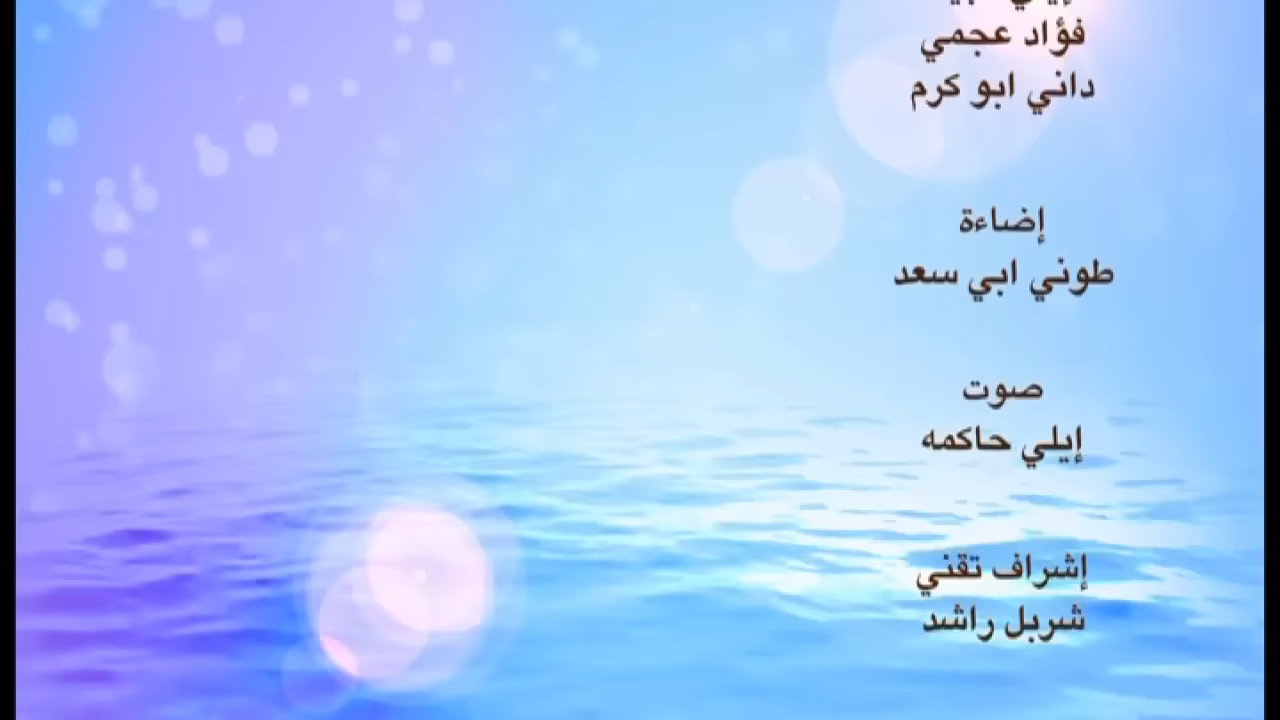 فؤاد عجمي
داني ابو كرم
إضاءة
طوني ابي سعد
صوت
إيلي حاكمه
إشراف تقني
شربل راشد